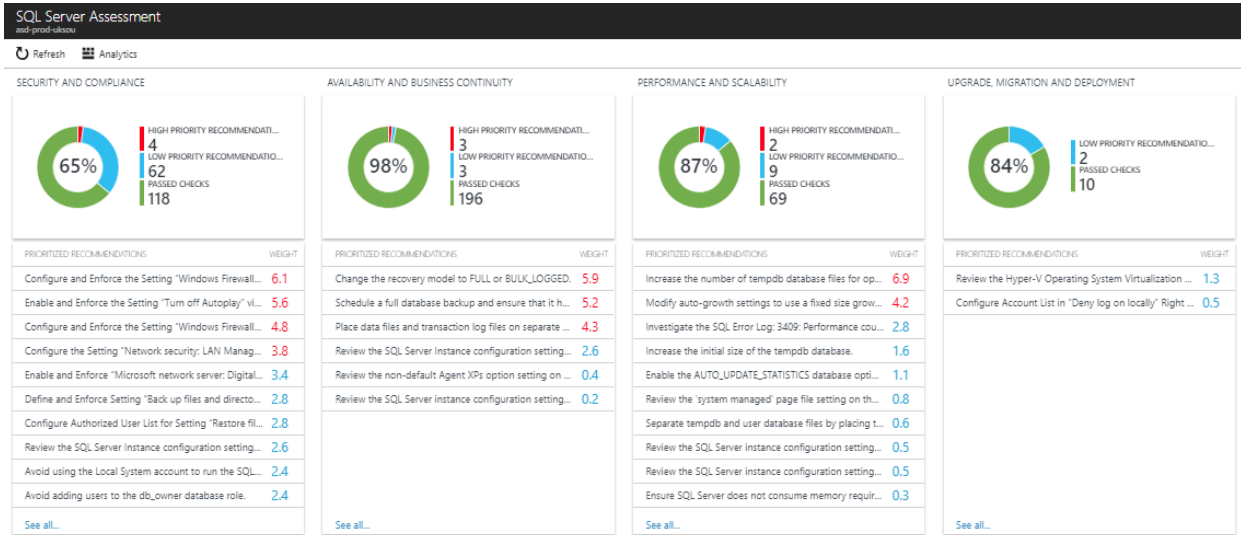 SQL Server Assessment
asd-prod-uksou
Refresh Analytics
SECURITY AND COMPLIANCE
65%
HIGH PRIORITY RECOMMENDATI...
4
LOW PRIORITY RECOMMENDATIO...
62
PASSED CHECKS
118
PRIORITIZED RECOMMENDATIONS WEIGHT
Configure and Enforce the Setting "Windows Firewall... 6.1
Enable and Enforce the Setting "Turn off Autoplay" vi... 5.6
Configure and Enforce the Setting "Windows Firewall... 4.8
Configure the Setting "Network security: LAN Manag... 3.8
Enable and Enforce "Microsoft network server: Digital... 3.4
Define and Enforce Setting "Back up files and directo... 2.8
Configure Authorized User List for Setting "Restore fil... 2.8
Review the SQL Server Instance configuration setting... 2.6
Avoid using the Local System account to run the SQL... 2.4
Avoid adding users to the db_owner database role. 2.4
See all...
AVAILABILITY AND BUSINESS CONTINUITY
98%
HIGH PRIORITY RECOMMENDATI...
3
LOW PRIORITY RECOMMENDATIO...
3
PASSED CHECKS
196
PRIORITIZED RECOMMENDATIONS WEIGHT
Change the recovery model to FULL or BULK_LOGGED. 5.9
Schedule a full database backup and ensure that it h... 5.2
Place data files and transaction log files on separate ... 4.3
Review the SQL Server Instance configuration setting... 2.6
Review the non-default Agent XPs option setting on ... 0.4
Review the SQL Server instance configuration setting... 0.2
See all...
PERFORMANCE AND SCALABILITY
87%
HIGH PRIORITY RECOMMENDATI...
2
LOW PRIORITY RECOMMENDATIO...
9
PASSED CHECKS
69
PRIORITIZED RECOMMENDATIONS WEIGHT
Increase the number of tempdb database files for op... 6.9
Modify auto-growth settings to use a fixed size grow... 4.2
Investigate the SQL Error Log: 3409: Performance cou... 2.8
Increase the initial size of the tempdb database. 1.6
Enable the AUTO_UPDATE_STATISTICS database opti... 1.1
Review the 'system managed' page file setting on th... 0.8
Separate tempdb and user database files by placing t... 0.6
Review the SQL Server instance configuration setting... 0.5
Review the SQL Server instance configuration setting... 0.5
Ensure SQL Server does not consume memory requir... 0.3
See all...
UPGRADE, MIGRATION AND DEPLOYMENT
84%
LOW PRIORITY RECOMMENDATIO...
2
PASSED CHECKS
10
PRIORITIZED RECOMMENDATIONS WEIGHT
Review the Hyper-V Operating System Virtualization ... 1.3
Configure Account List in "Deny log on locally" Right ... 0.5
See all...